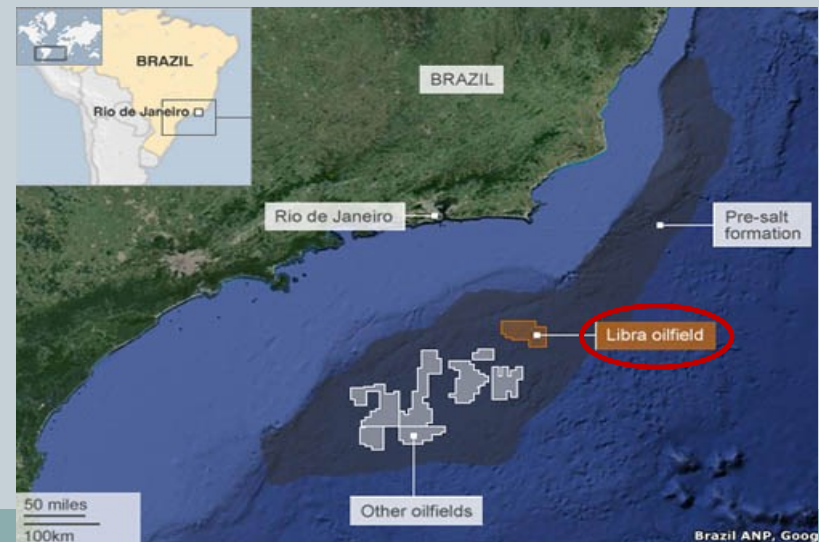 BRAZIL
Rio de Janeiro
BRAZIL
Rio de Janeiro
Pre-salt
formation
Libra oilfield
Other oilfields
50 miles
100km
Brazil ANP, Goog